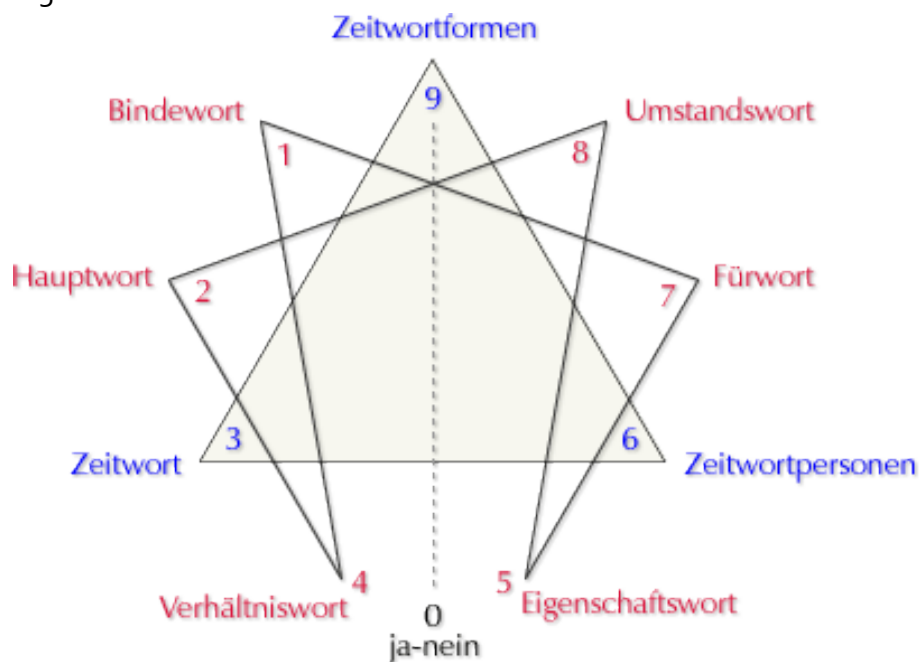 Zeitwortformen
9
Bindewort
Umstandswort
1
8
Hauptwort
2
7
Fürwort
3
6
Zeitwort
Zeitwortpersonen
4
5
Verhältniswort
Eigenschaftswort
0
ja-nein